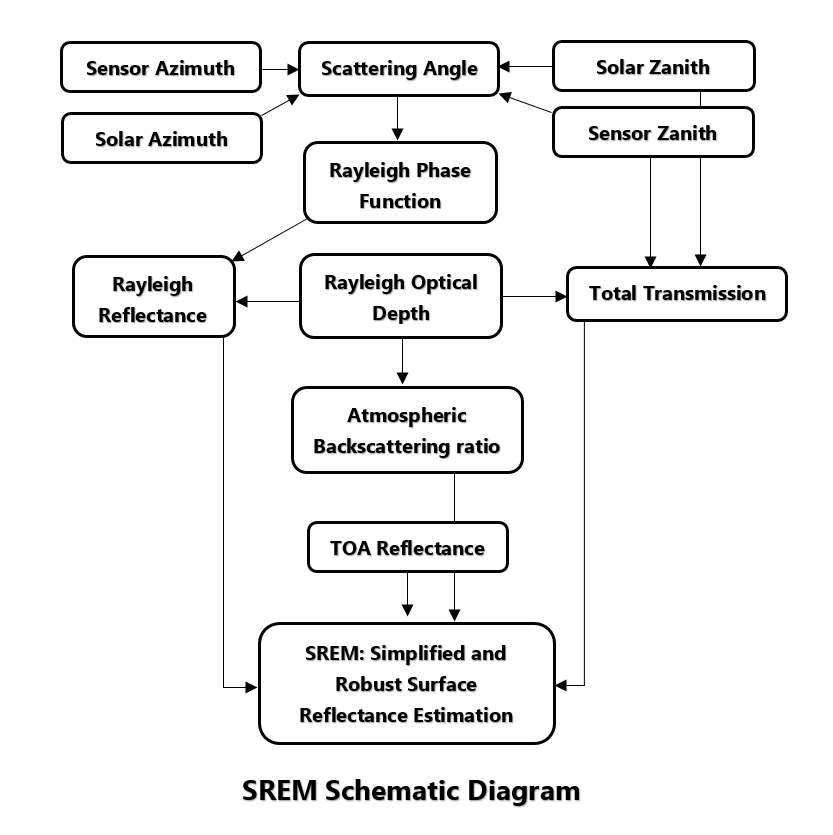 Sensor Azimuth
Scattering Angle
Solar Zanith
Solar Azimuth
Sensor Zanith
Rayleigh Phase
Function
Rayleigh
Reflectance
Rayleigh Optical
Depth
Total Transmission
Atmospheric
Backscattering ratio
TOA Reflectance
SREM: Simplified and
Robust Surface
Reflectance Estimation
SREM Schematic Diagram